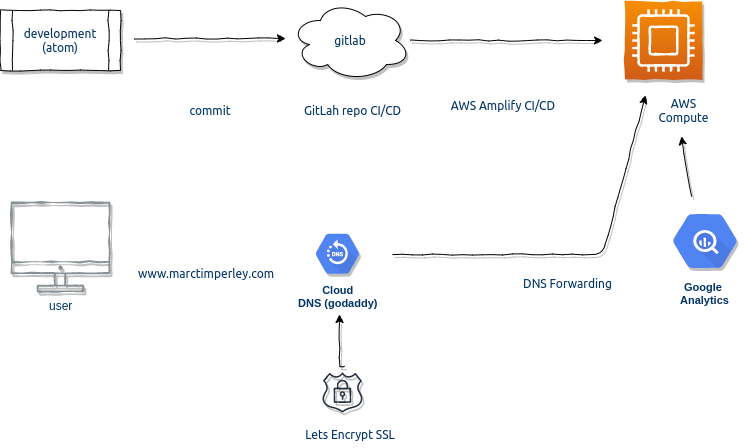 development
(atom)
gitlab
commit
GitLah repo CI/CD
AWS Amplify CI/CD
AWS
Compute
www.marctimperley.com
user
DNS
Cloud
DNS (godaddy)
DNS Forwarding
Google
Analytics
Lets Encrypt SSL